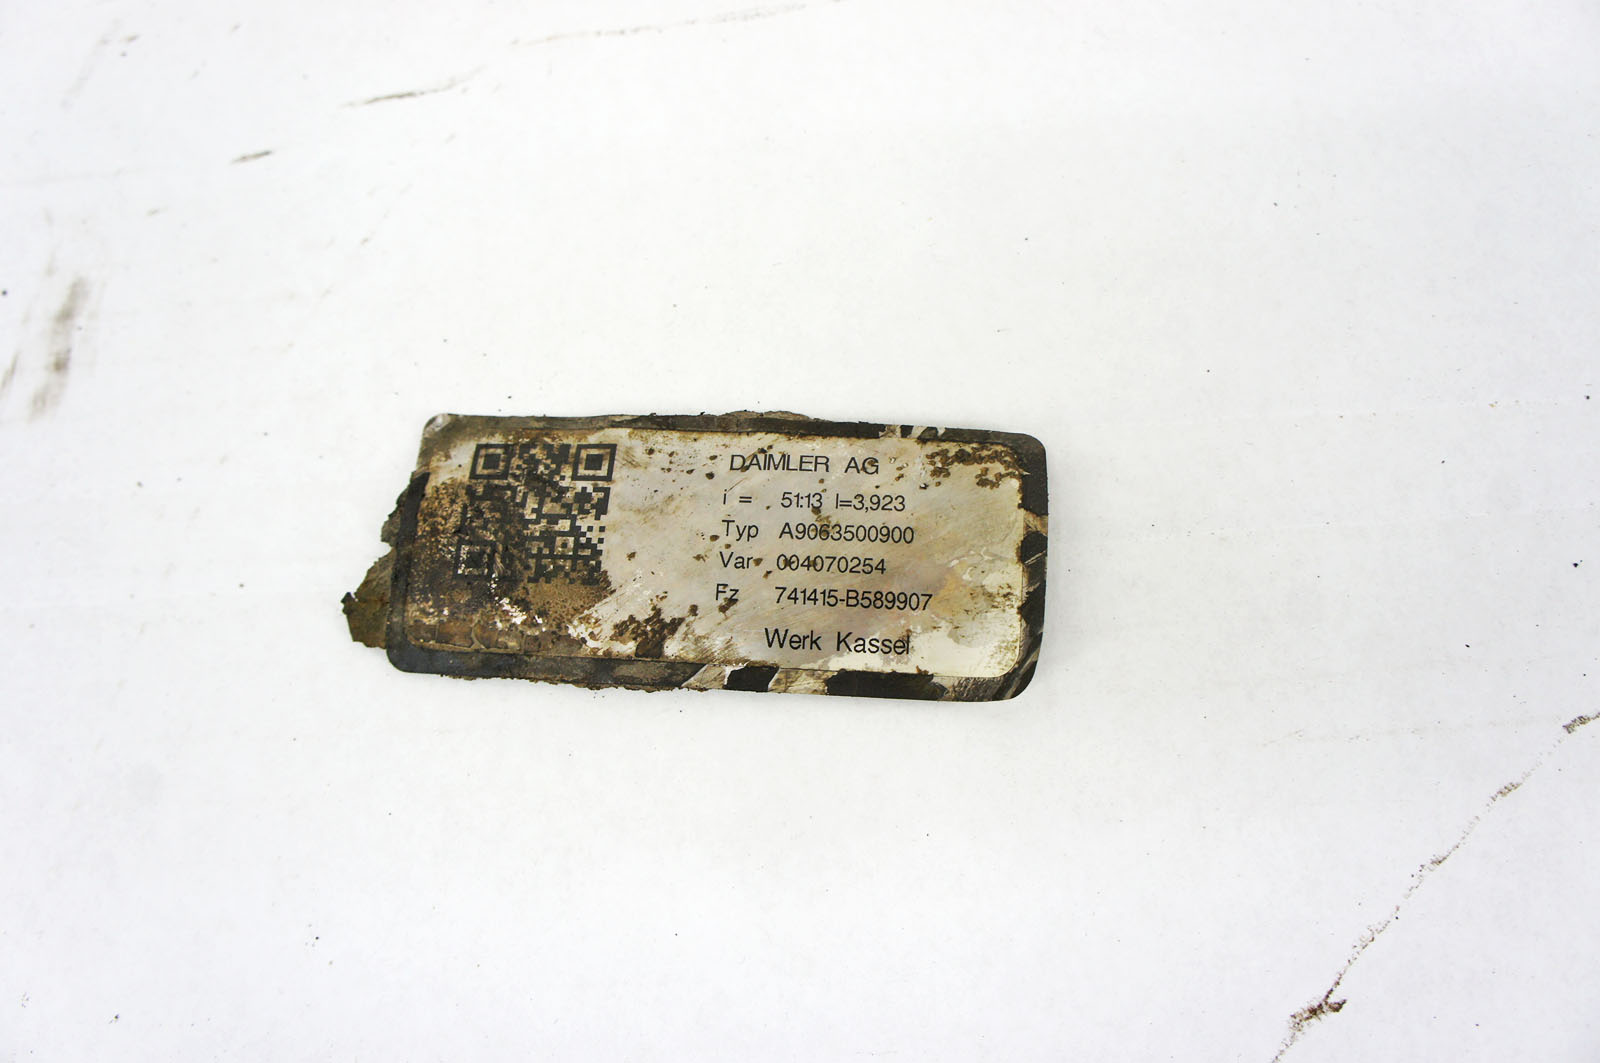 DAIMLER AG
i = 51:13 I=3,923
Typ A9063500900
Var 004070254
Fz 741415-B589907
Werk Kassel